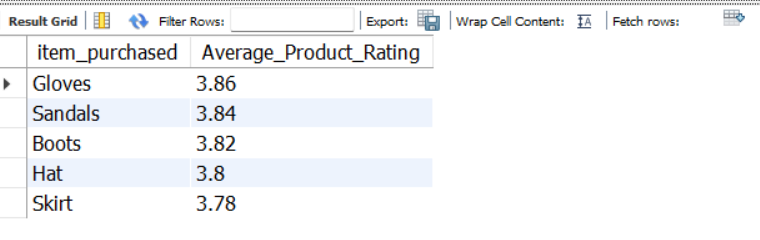 Result Grid Filter Rows: Export: Wrap Cell Content: Fetch rows:
item_purchased Average_Product_Rating
Gloves 3.86
Sandals 3.84
Boots 3.82
Hat 3.8
Skirt 3.78